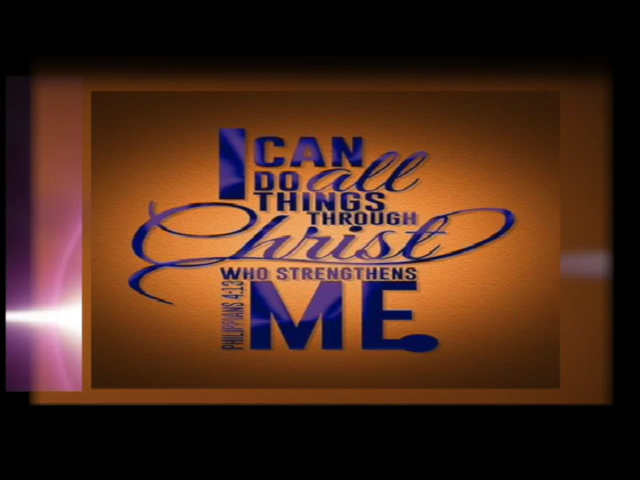 I CAN
DO all
THINGS
THROUGH
Christ
WHO STRENGTHENS
ME
PHILIPPIANS 4:13